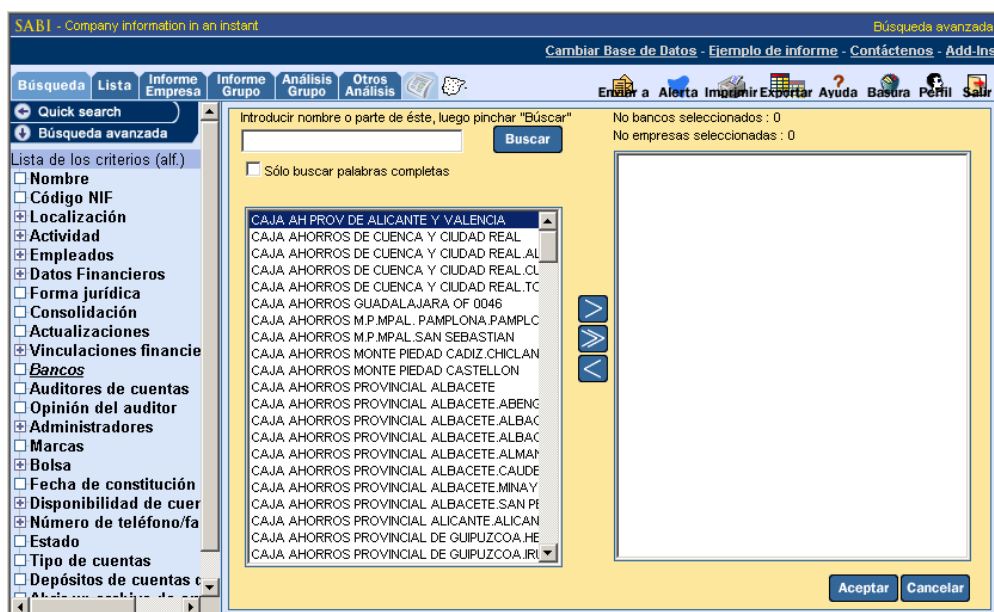 SABI - Company information in an instant
Búsqueda avanzada
Cambiar Base de Datos - Ejemplo de informe - Contáctenos - Add-Ins
Búsqueda
Lista
Informe Empresa
Informe Grupo
Análisis Grupo
Otros Análisis
Enviar a
Alerta
Imprimir
Exportar
Ayuda
Basura
Perfil
Salir
Quick search
Búsqueda avanzada
Lista de los criterios (alf.)
Nombre
Código NIF
Localización
Actividad
Empleados
Datos Financieros
Forma jurídica
Consolidación
Actualizaciones
Vinculaciones financie
Bancos
Auditores de cuentas
Opinión del auditor
Administradores
Marcas
Bolsa
Fecha de constitución
Disponibilidad de cuer
Número de teléfono/fa
Estado
Tipo de cuentas
Depósitos de cuentas c
Introducir nombre o parte de éste, luego pinchar "Búscar"
Buscar
Sólo buscar palabras completas
CAJA AH PROV DE ALICANTE Y VALENCIA
CAJA AHORROS DE CUENCA Y CIUDAD REAL
CAJA AHORROS DE CUENCA Y CIUDAD REAL.AL
CAJA AHORROS DE CUENCA Y CIUDAD REAL.CU
CAJA AHORROS DE CUENCA Y CIUDAD REAL.TO
CAJA AHORROS GUADALAJARA OF 0046
CAJA AHORROS M.P.MPAL. PAMPLONA.PAMPLO
CAJA AHORROS M.P.MPAL.SAN SEBASTIAN
CAJA AHORROS MONTE PIEDAD CADIZ.CHICLAN
CAJA AHORROS MONTE PIEDAD CASTELLON
CAJA AHORROS PROVINCIAL ALBACETE
CAJA AHORROS PROVINCIAL ALBACETE.ABENG
CAJA AHORROS PROVINCIAL ALBACETE.ALBAC
CAJA AHORROS PROVINCIAL ALBACETE.ALBAC
CAJA AHORROS PROVINCIAL ALBACETE.ALMAN
CAJA AHORROS PROVINCIAL ALBACETE.CAUDE
CAJA AHORROS PROVINCIAL ALBACETE.MINAY
CAJA AHORROS PROVINCIAL ALBACETE.SAN PE
CAJA AHORROS PROVINCIAL ALICANTE.ALICAN
CAJA AHORROS PROVINCIAL DE GUIPUZCOA.HE
CAJA AHORROS PROVINCIAL DE GUIPUZCOA.IRU
>
>>
<
No bancos seleccionados : 0
No empresas seleccionadas : 0
Aceptar
Cancelar